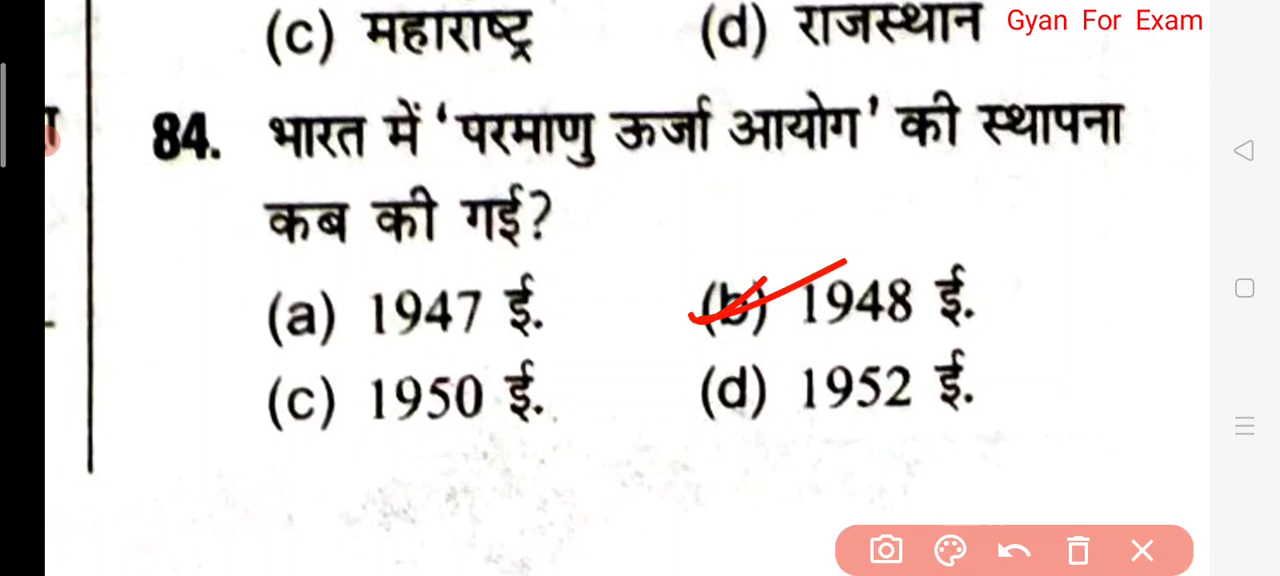 (c) महाराष्ट्र (d) राजस्थान Gyan For Exam
84. भारत में ‘परमाणु ऊर्जा आयोग’ की स्थापना
कब की गई?
(a) 1947 ई. (b) 1948 ई.
(c) 1950 ई. (d) 1952 ई.